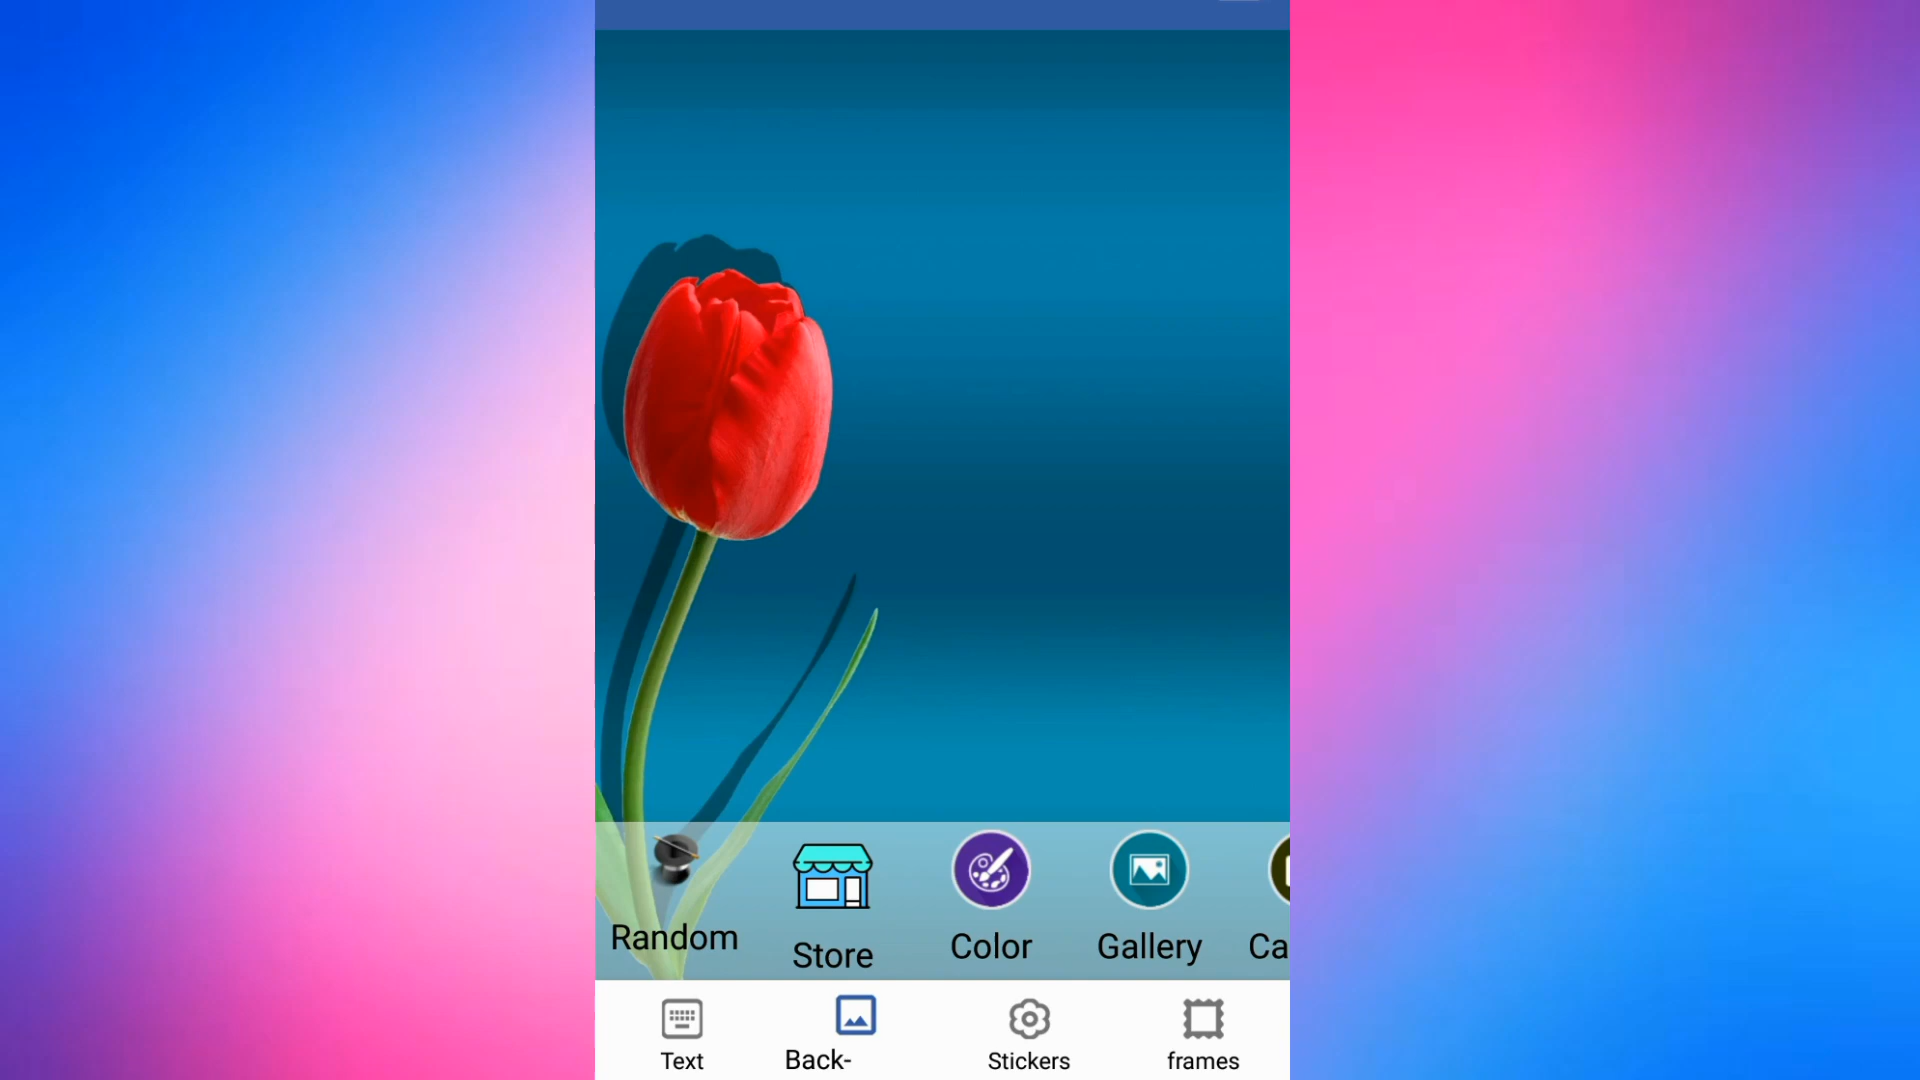 Random
Store
Color
Gallery
Ca
Text
Back-
Stickers
frames